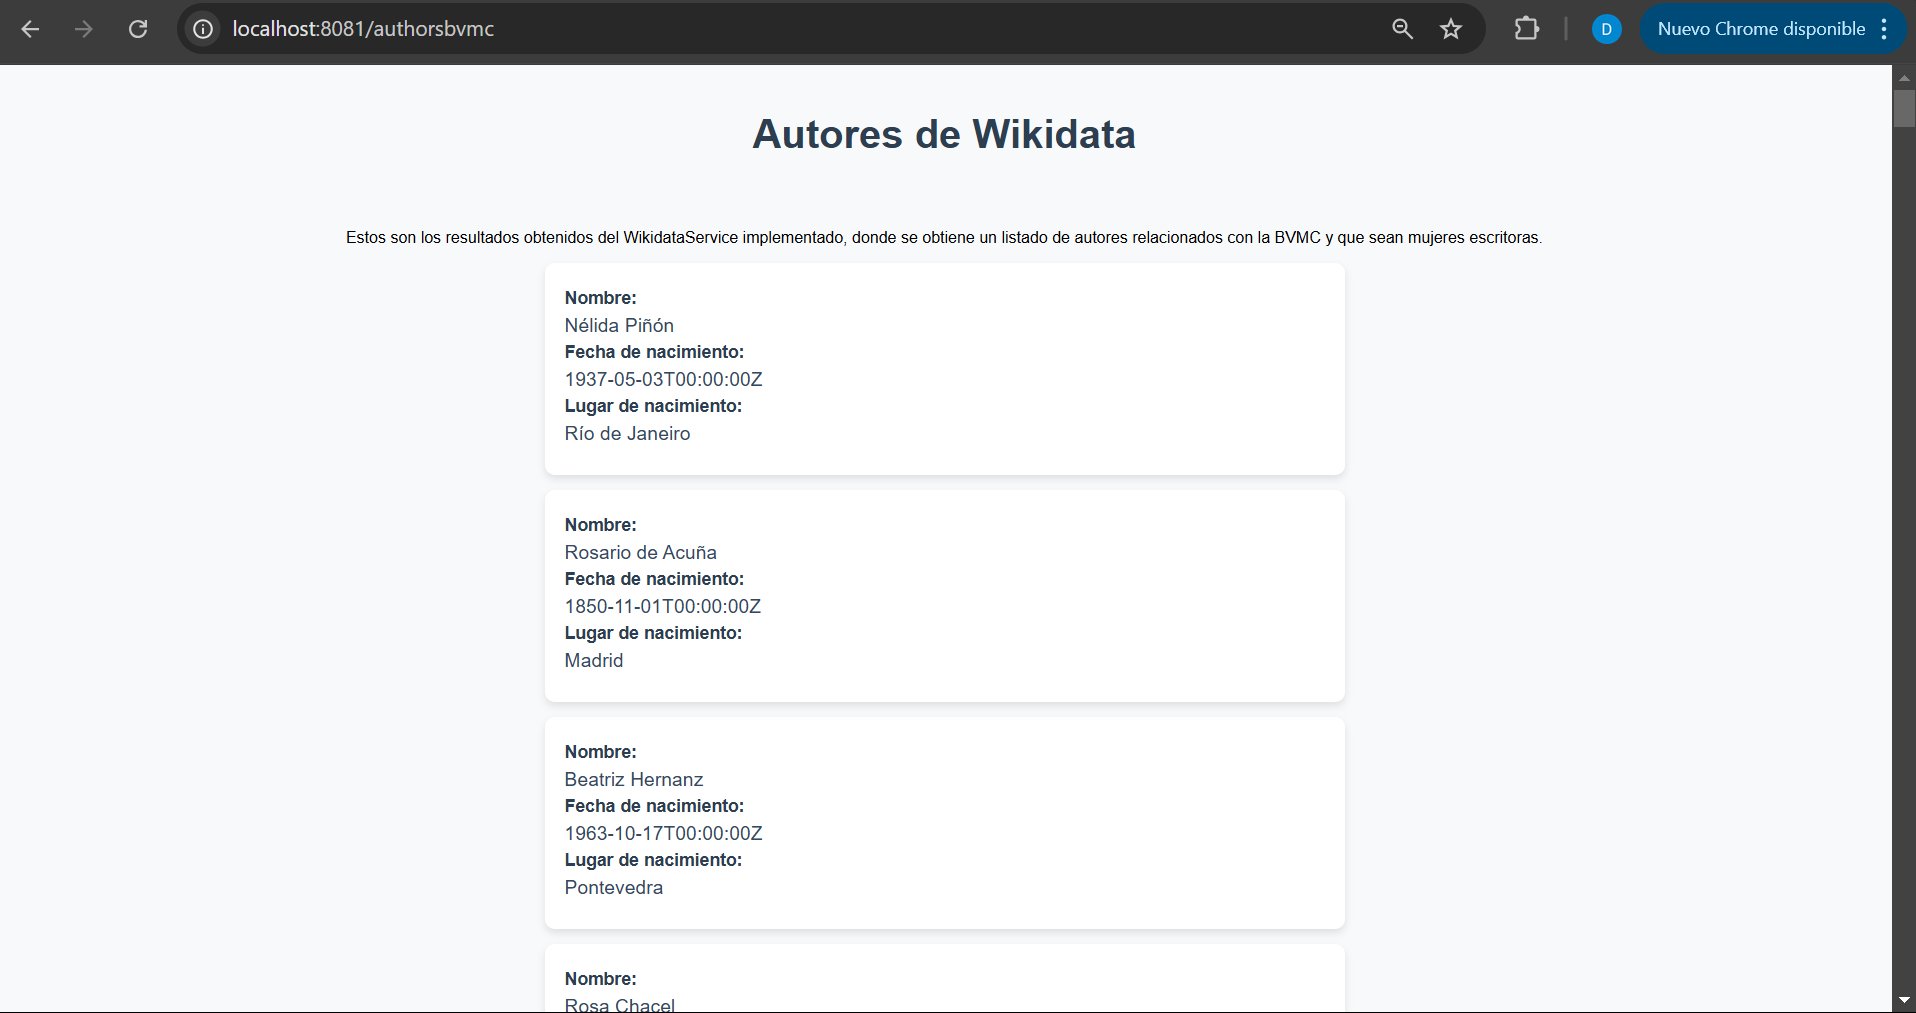 localhost:8081/authorsbvmc
D
Nuevo Chrome disponible
Autores de Wikidata
Estos son los resultados obtenidos del WikidataService implementado, donde se obtiene un listado de autores relacionados con la BVMC y que sean mujeres escritoras.
Nombre:
Nélida Piñón
Fecha de nacimiento:
1937-05-03T00:00:00Z
Lugar de nacimiento:
Río de Janeiro
Nombre:
Rosario de Acuña
Fecha de nacimiento:
1850-11-01T00:00:00Z
Lugar de nacimiento:
Madrid
Nombre:
Beatriz Hernanz
Fecha de nacimiento:
1963-10-17T00:00:00Z
Lugar de nacimiento:
Pontevedra
Nombre:
Rosa Chacel